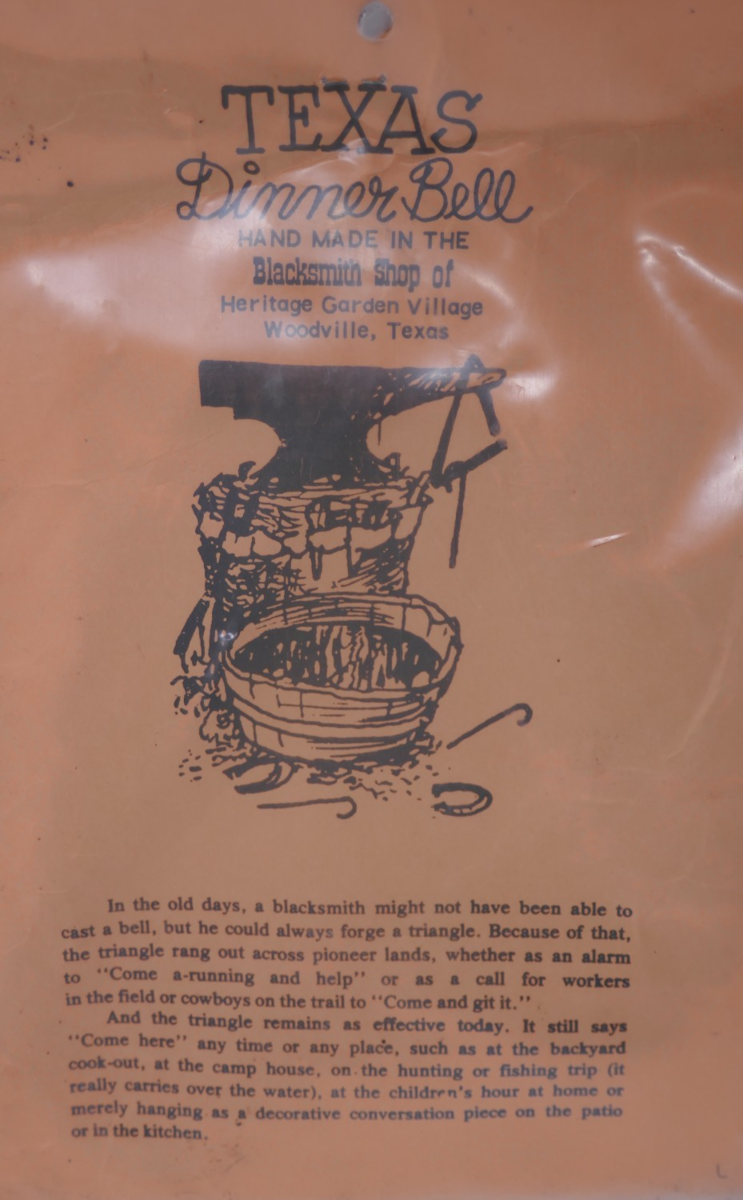 TEXAS
Dinner Bell
HAND MADE IN THE
Blacksmith Shop of
Heritage Garden Village
Woodville, Texas
In the old days, a blacksmith might not have been able to
cast a bell, but he could always forge a triangle. Because of that,
the triangle rang out across pioneer lands, whether as an alarm
to "Come a-running and help" or as a call for workers
in the field or cowboys on the trail to "Come and git it."
And the triangle remains as effective today. It still says
"Come here" any time or any place, such as at the backyard
cook-out, at the camp house, on the hunting or fishing trip (it
really carries over the water), at the children's hour at home or
merely hanging as a decorative conversation piece on the patio
or in the kitchen.